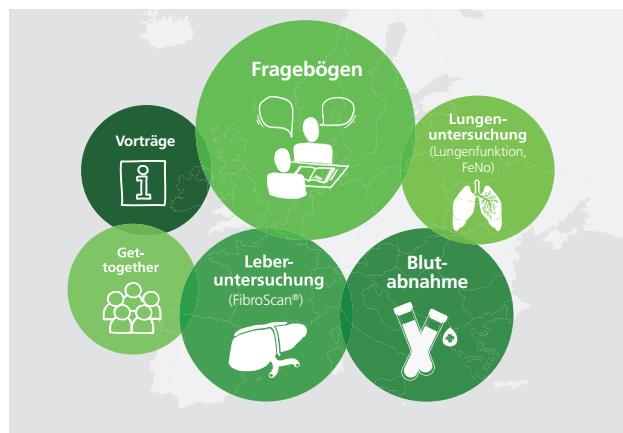 Fragebögen
Vorträge
Lungen-
untersuchung
(Lungenfunktion,
FeNo)
Get-
together
Leber-
untersuchung
(FibroScan®)
Blut-
abnahme